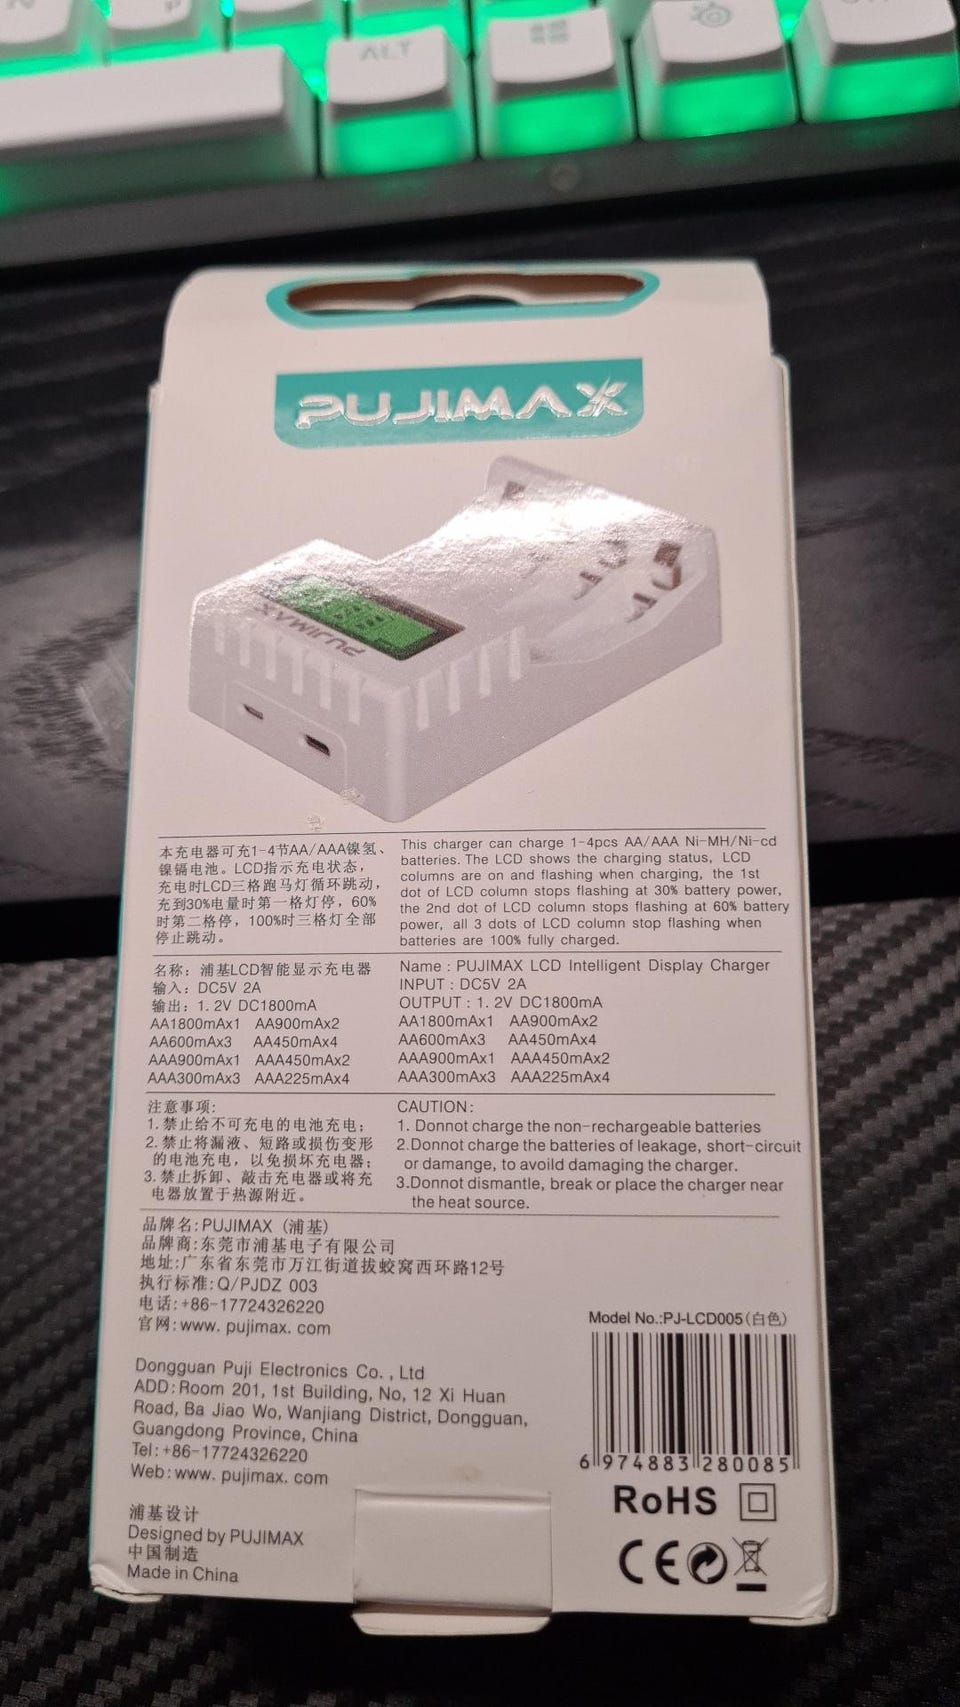 ALT
PUJIMAX
PUJIMAX
本充电器可充1-4节AA/AAA镍氢、
镍镉电池。LCD指示充电状态，
充电时LCD三格跑马灯循环跳动，
充到30%电量时第一格灯停，60%
时第二格停，100%时三格灯全部
停止跳动。
This charger can charge 1-4pcs AA/AAA Ni-MH/Ni-cd
batteries. The LCD shows the charging status, LCD
columns are on and flashing when charging, the 1st
dot of LCD column stops flashing at 30% battery power,
the 2nd dot of LCD column stops flashing at 60% battery
power, all 3 dots of LCD column stop flashing when
batteries are 100% fully charged.
名称：浦基LCD智能显示充电器
输入：DC5V 2A
输出：1.2V DC1800mA
AA1800mAx1 AA900mAx2
AA600mAx3 AA450mAx4
AAA900mAx1 AAA450mAx2
AAA300mAx3 AAA225mAx4
Name : PUJIMAX LCD Intelligent Display Charger
INPUT : DC5V 2A
OUTPUT : 1.2V DC1800mA
AA1800mAx1 AA900mAx2
AA600mAx3 AA450mAx4
AAA900mAx1 AAA450mAx2
AAA300mAx3 AAA225mAx4
注意事项：
1.禁止给不可充电的电池充电；
2.禁止将漏液、短路或损伤变形
的电池充电，以免损坏充电器；
3.禁止拆卸、敲击充电器或将充
电器放置于热源附近。
CAUTION:
1. Donnot charge the non-rechargeable batteries
2.Donnot charge the batteries of leakage, short-circuit
or damange, to avoild damaging the charger.
3.Donnot dismantle, break or place the charger near
the heat source.
品牌名：PUJIMAX（浦基）
品牌商：东莞市浦基电子有限公司
地址：广东省东莞市万江街道拔蛟窝西环路12号
执行标准：Q/PJDZ 003
电话：+86-17724326220
官网：www. pujimax. com
Dongguan Puji Electronics Co. , Ltd
ADD:Room 201, 1st Building, No, 12 Xi Huan
Road, Ba Jiao Wo, Wanjiang District, Dongguan,
Guangdong Province, China
Tel:+86-17724326220
Web:www. pujimax. com
浦基设计
Designed by PUJIMAX
中国制造
Made in China
Model No.:PJ-LCD005(白色)
6 974883 280085
RoHS
CE